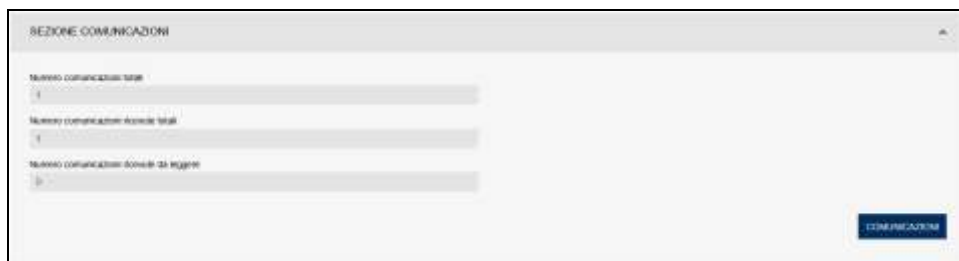 SEZIONE COMUNICAZIONI
Numero comunicazioni totali
1
Numero comunicazioni ricevute totali
1
Numero comunicazioni ricevute da leggere
COMUNICAZIONI